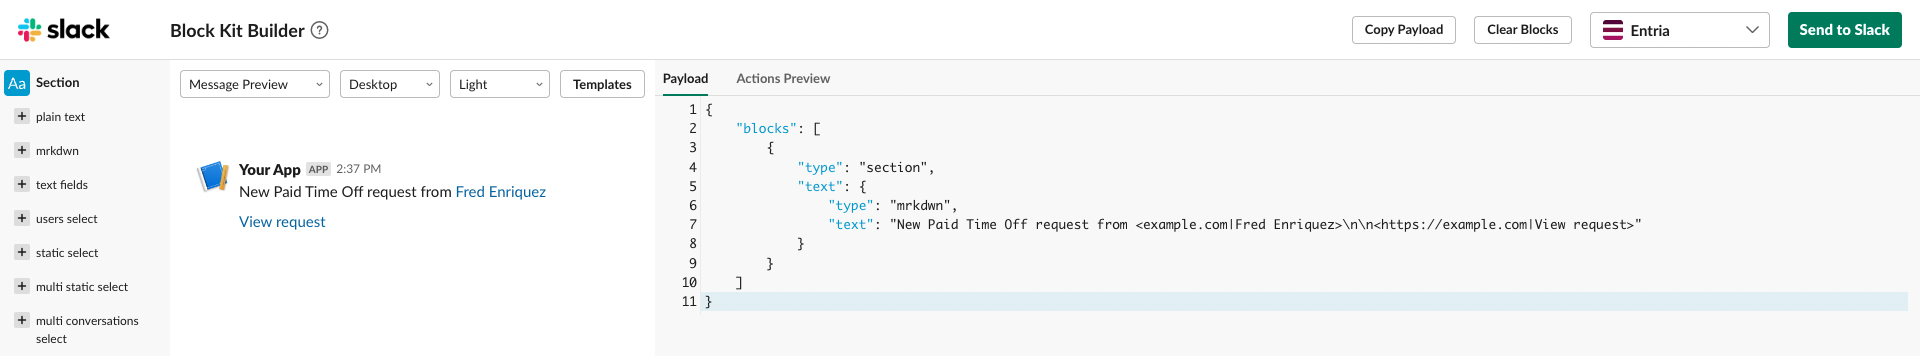 slack
Block Kit Builder ?
Copy Payload
Clear Blocks
Entria
Send to Slack
Aa Section
plain text
mrkdwn
text fields
users select
static select
multi static select
multi conversations
select
Message Preview
Desktop
Light
Templates
Your App APP 2:37 PM
New Paid Time Off request from Fred Enriquez
View request
Payload
Actions Preview
1 {
2 "blocks": [
3 {
4 "type": "section",
5 "text": {
6 "type": "mrkdwn",
7 "text": "New Paid Time Off request from <example.com|Fred Enriquez>\n\n<https://example.com|View request>"
8 }
9 }
10 ]
11 }